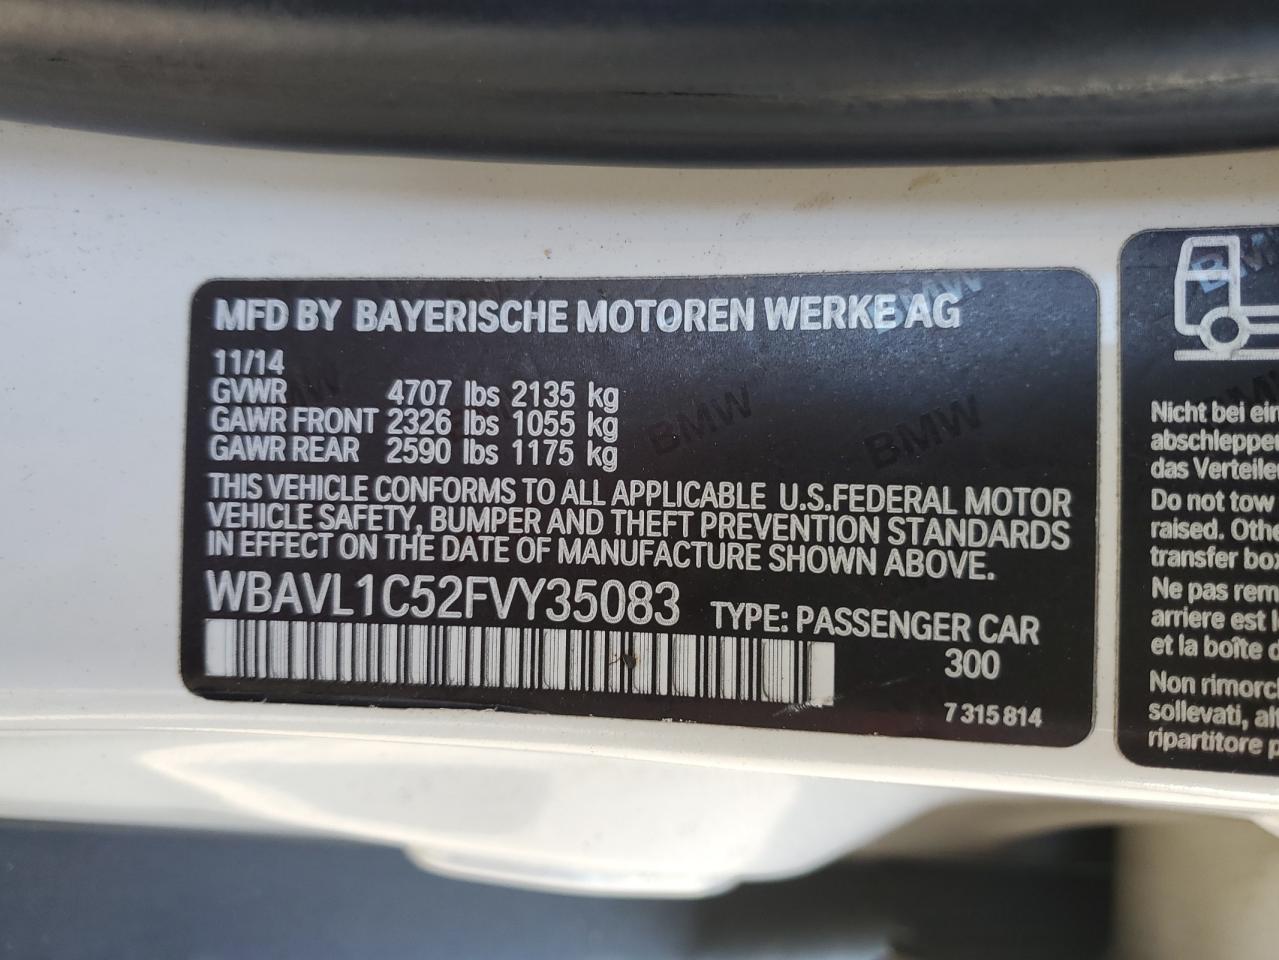 MFD BY BAYERISCHE MOTOREN WERKE AG
11/14
GVWR 4707 lbs 2135 kg
GAWR FRONT 2326 lbs 1055 kg
GAWR REAR 2590 lbs 1175 kg
THIS VEHICLE CONFORMS TO ALL APPLICABLE U.S.FEDERAL MOTOR
VEHICLE SAFETY, BUMPER AND THEFT PREVENTION STANDARDS
IN EFFECT ON THE DATE OF MANUFACTURE SHOWN ABOVE.
WBAVL1C52FVY35083 TYPE: PASSENGER CAR
300
7 315 814
BMW
BMW
BMW
BMW
Nicht bei ein
abschleppe
das Verteile
Do not tow
raised. Othe
transfer box
Ne pas rem
arriere est l
et la boîte d
Non rimorc
sollevati, al
ripartitore p